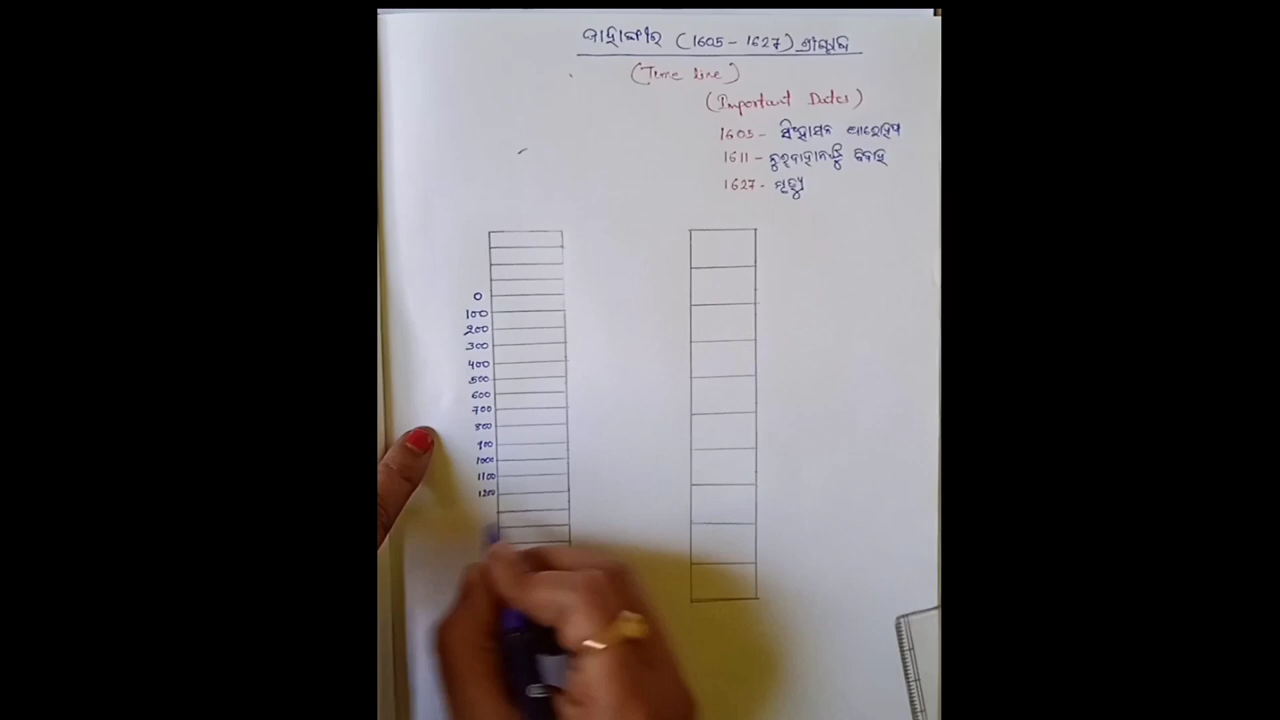 ଜାହାଙ୍ଗୀର (1605 - 1627) ଖ୍ରୀଷ୍ଟାବ୍ଦ
(Time line)
(Important Dates)
1605 - ସିଂହାସନ ଆରୋହଣ
1611 - ନୁରଜାହାନଙ୍କୁ ବିବାହ
1627 - ମୃତ୍ୟୁ
0
100
200
300
400
500
600
700
800
900
1000
1100
1200